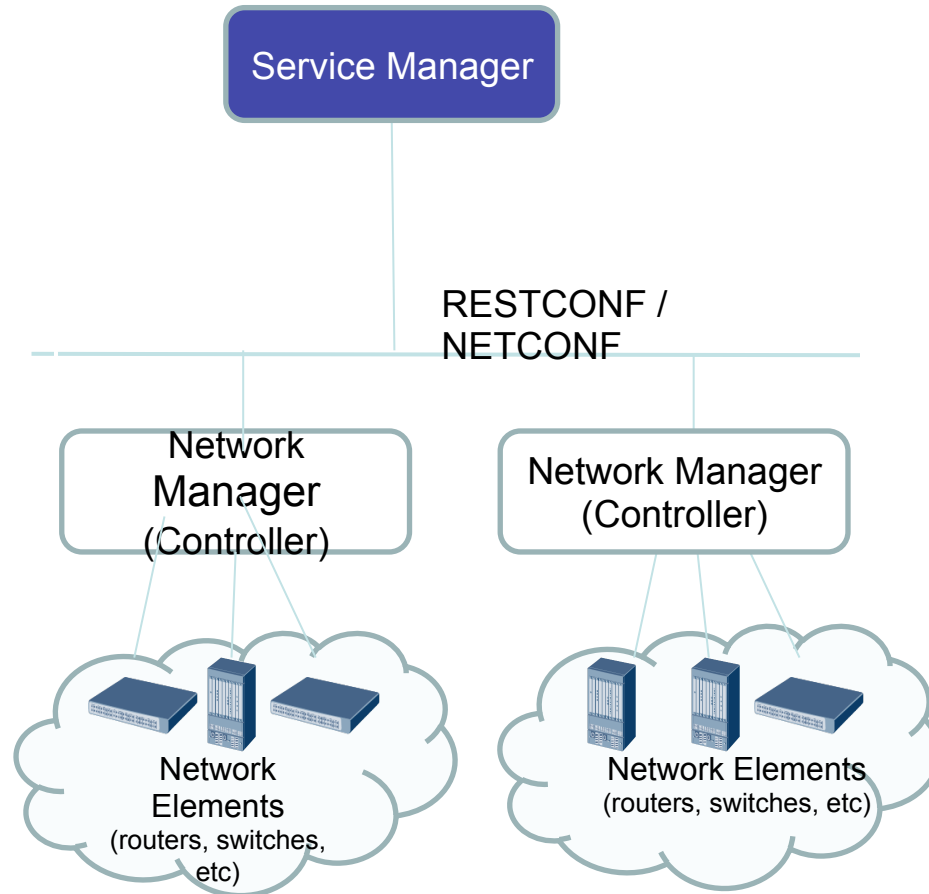 Service Manager
RESTCONF /
NETCONF
Network
Manager
(Controller)
Network Manager
(Controller)
Network
Elements
(routers, switches,
etc)
Network Elements
(routers, switches, etc)